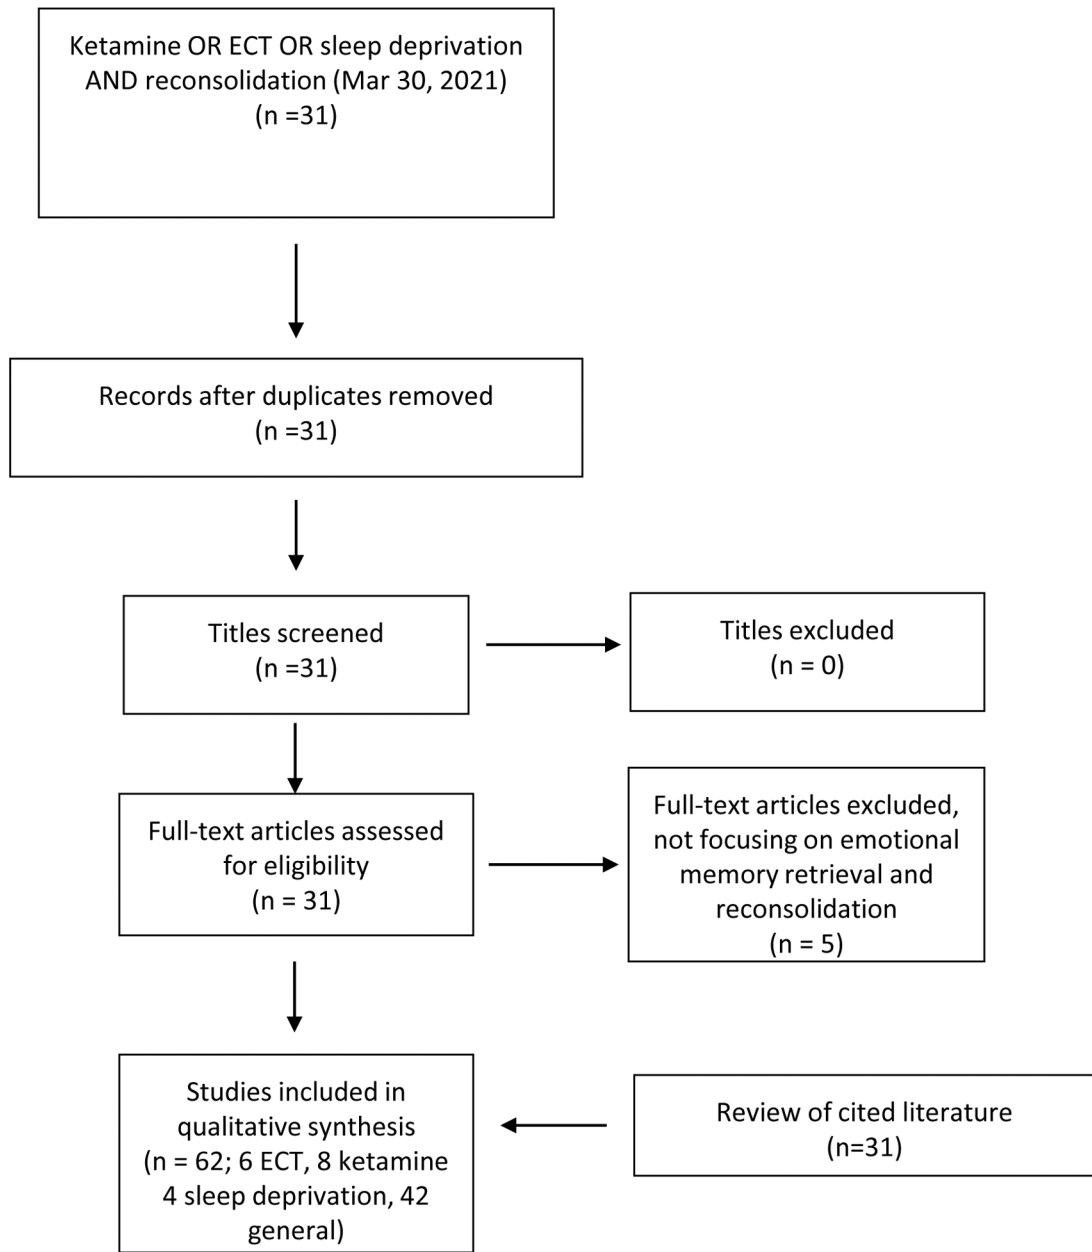 Ketamine OR ECT OR sleep deprivation
AND reconsolidation (Mar 30, 2021)
(n =31)
Records after duplicates removed
(n =31)
Titles screened
(n =31)
Titles excluded
(n = 0)
Full-text articles assessed
for eligibility
(n = 31)
Full-text articles excluded,
not focusing on emotional
memory retrieval and
reconsolidation
(n = 5)
Studies included in
qualitative synthesis
(n = 62; 6 ECT, 8 ketamine
4 sleep deprivation, 42
general)
Review of cited literature
(n=31)